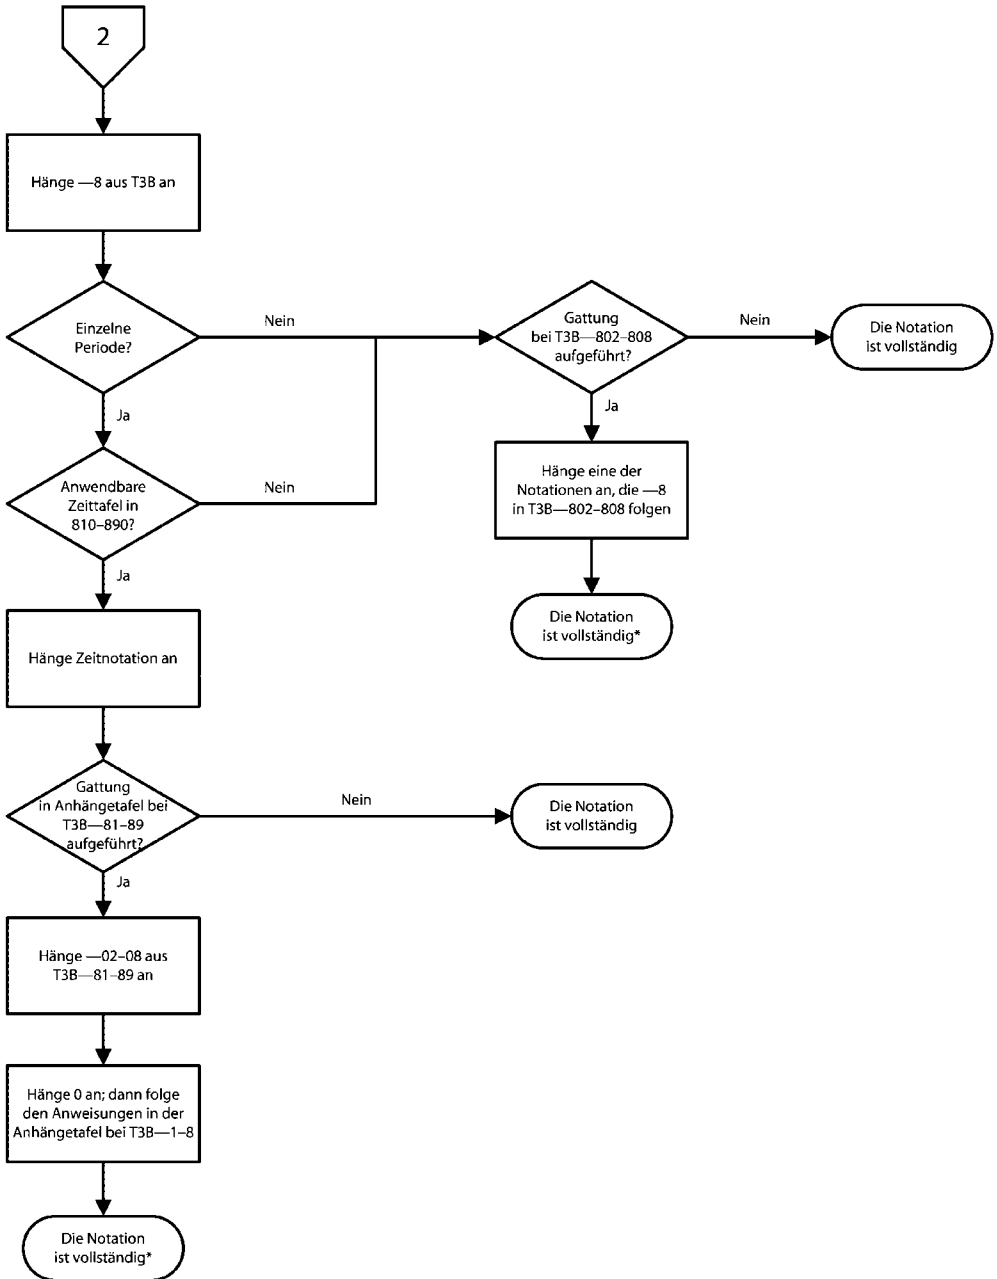 2
Hänge —8 aus T3B an
Einzelne
Periode?
Nein
Gattung
bei T3B—802–808
aufgeführt?
Nein
Die Notation
ist vollständig
Ja
Ja
Anwendbare
Zeittafel in
810–890?
Nein
Hänge eine der
Notationen an, die —8
in T3B—802–808 folgen
Ja
Die Notation
ist vollständig*
Hänge Zeitnotation an
Gattung
in Anhängetafel bei
T3B—81–89
aufgeführt?
Nein
Die Notation
ist vollständig
Ja
Hänge —02–08 aus
T3B—81–89 an
Hänge 0 an; dann folge
den Anweisungen in der
Anhängetafel bei T3B—1–8
Die Notation
ist vollständig*